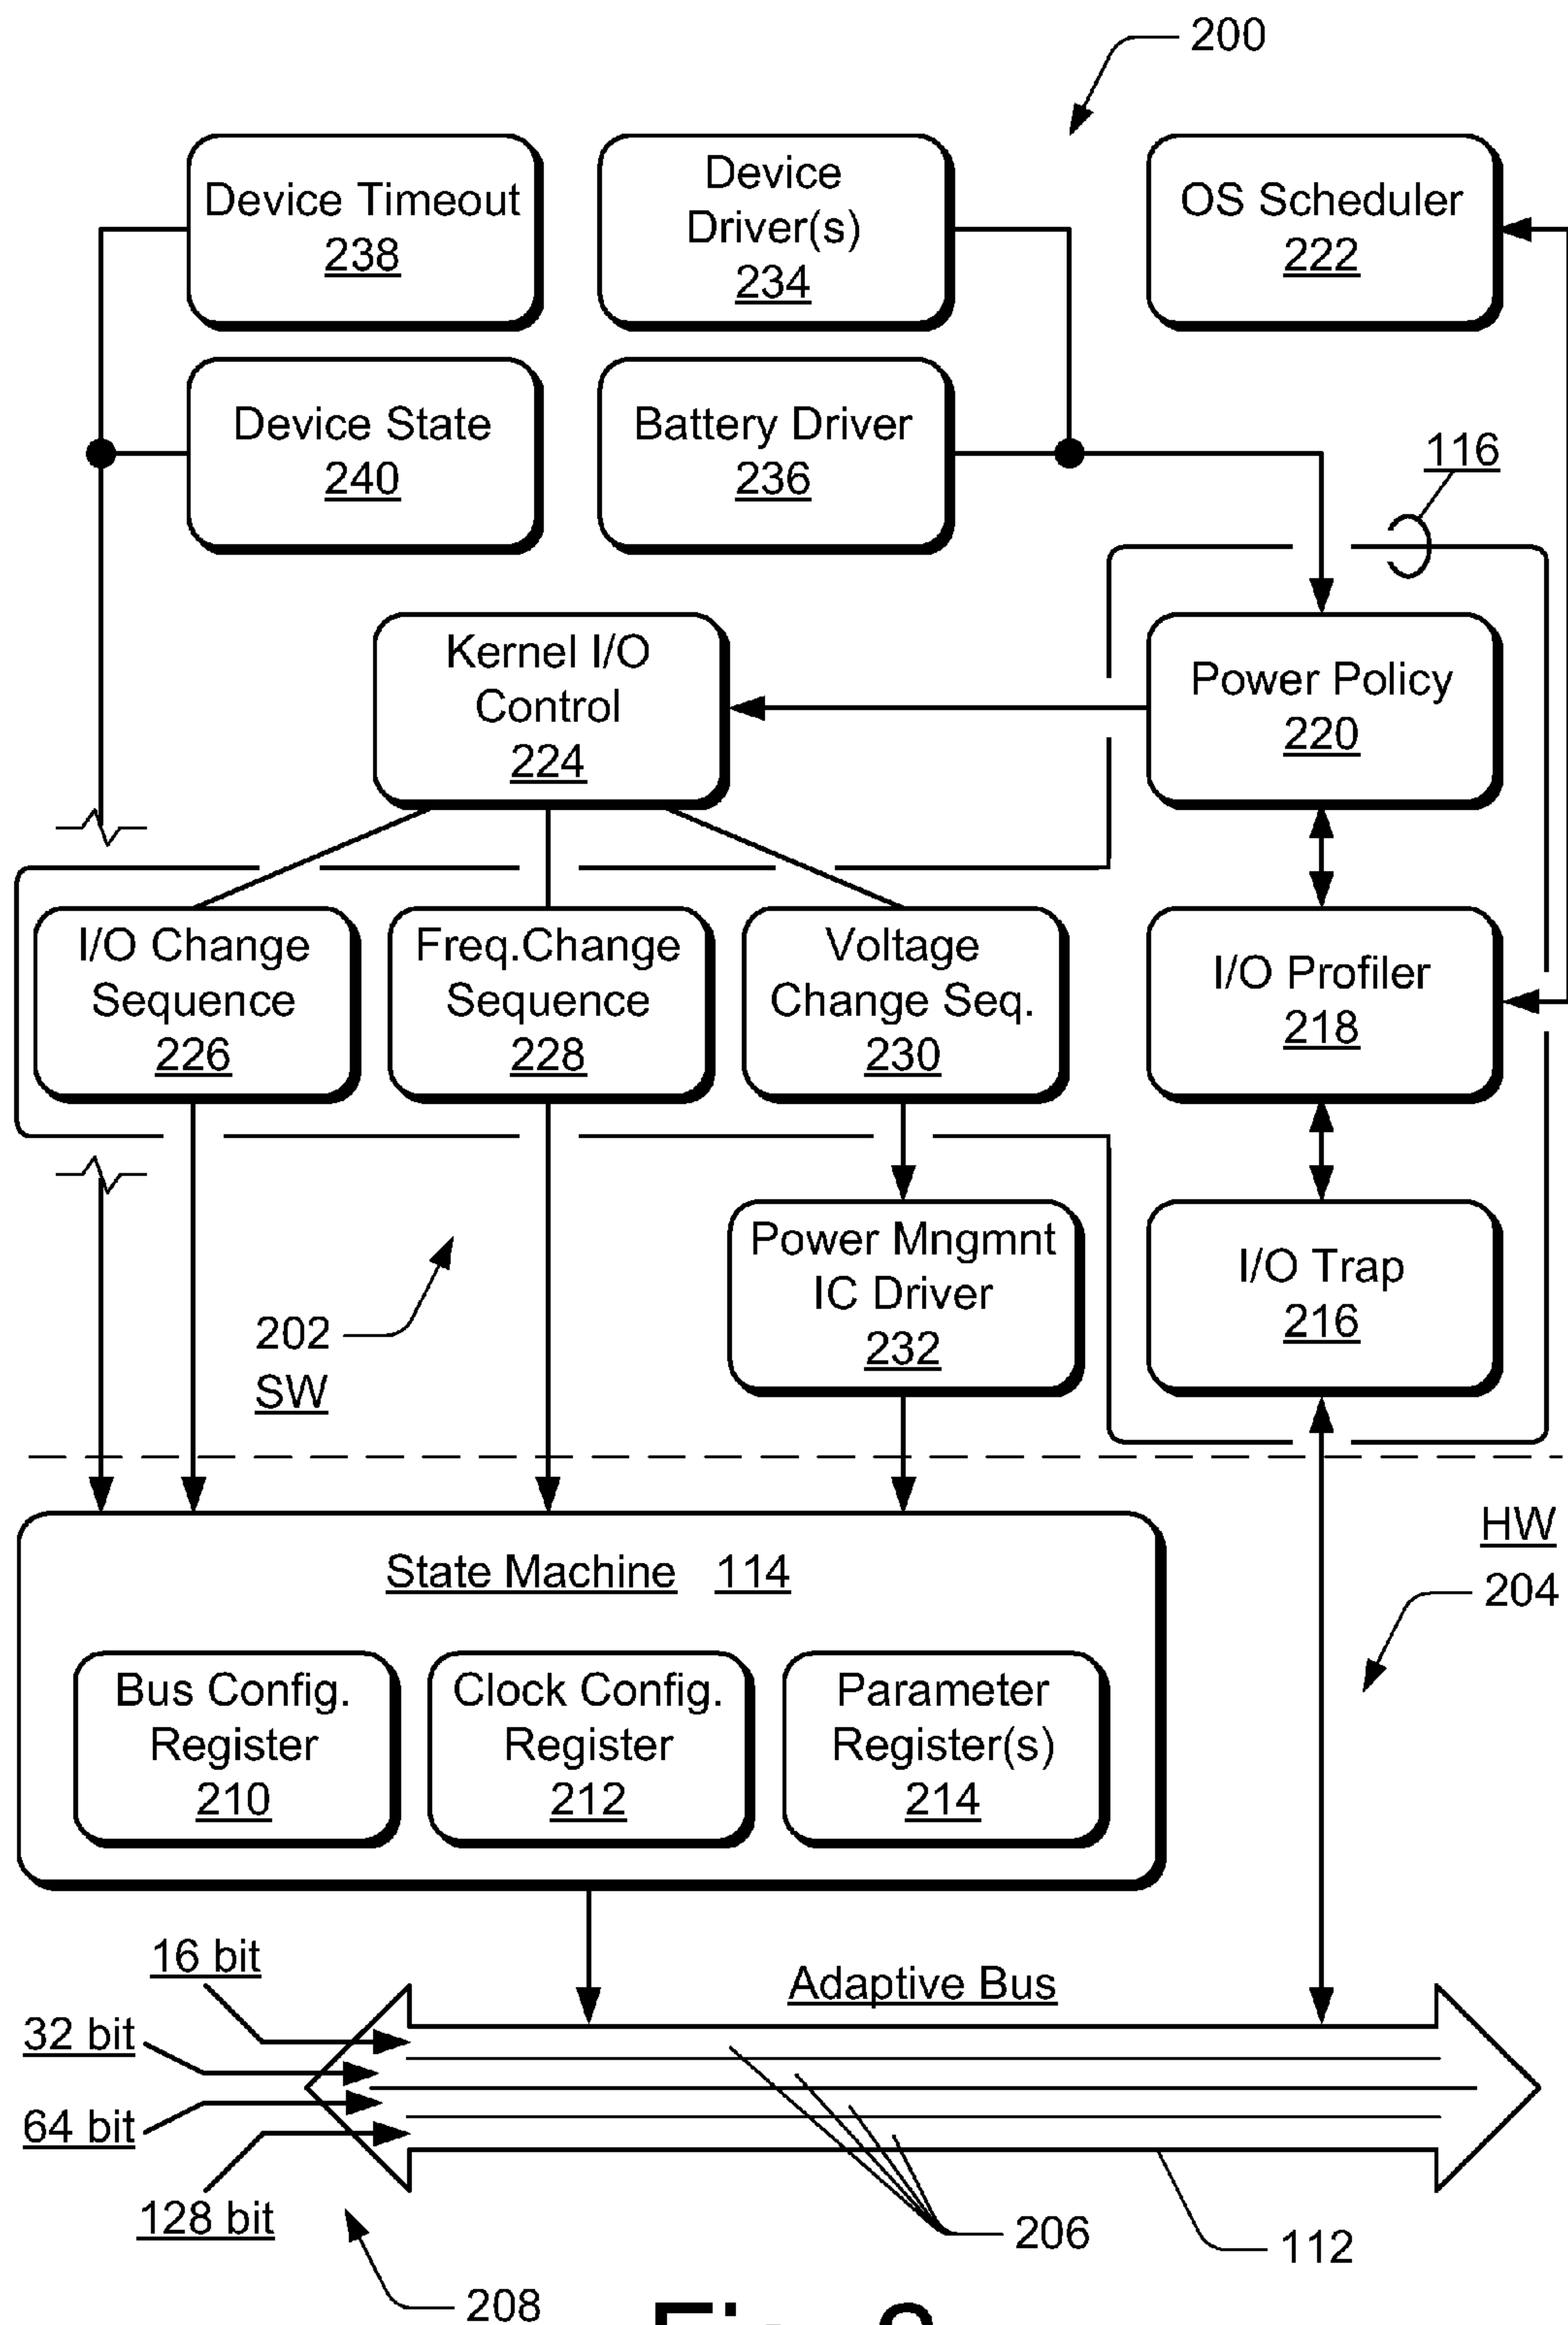 200
Device Timeout
238
Device
Driver(s)
234
OS Scheduler
222
Device State
240
Battery Driver
236
116
Kernel I/O
Control
224
Power Policy
220
I/O Change
Sequence
226
Freq.Change
Sequence
228
Voltage
Change Seq.
230
I/O Profiler
218
Power Mngmnt
IC Driver
232
I/O Trap
216
202
SW
HW
204
State Machine 114
Bus Config.
Register
210
Clock Config.
Register
212
Parameter
Register(s)
214
16 bit
Adaptive Bus
32 bit
64 bit
128 bit
206
112
208